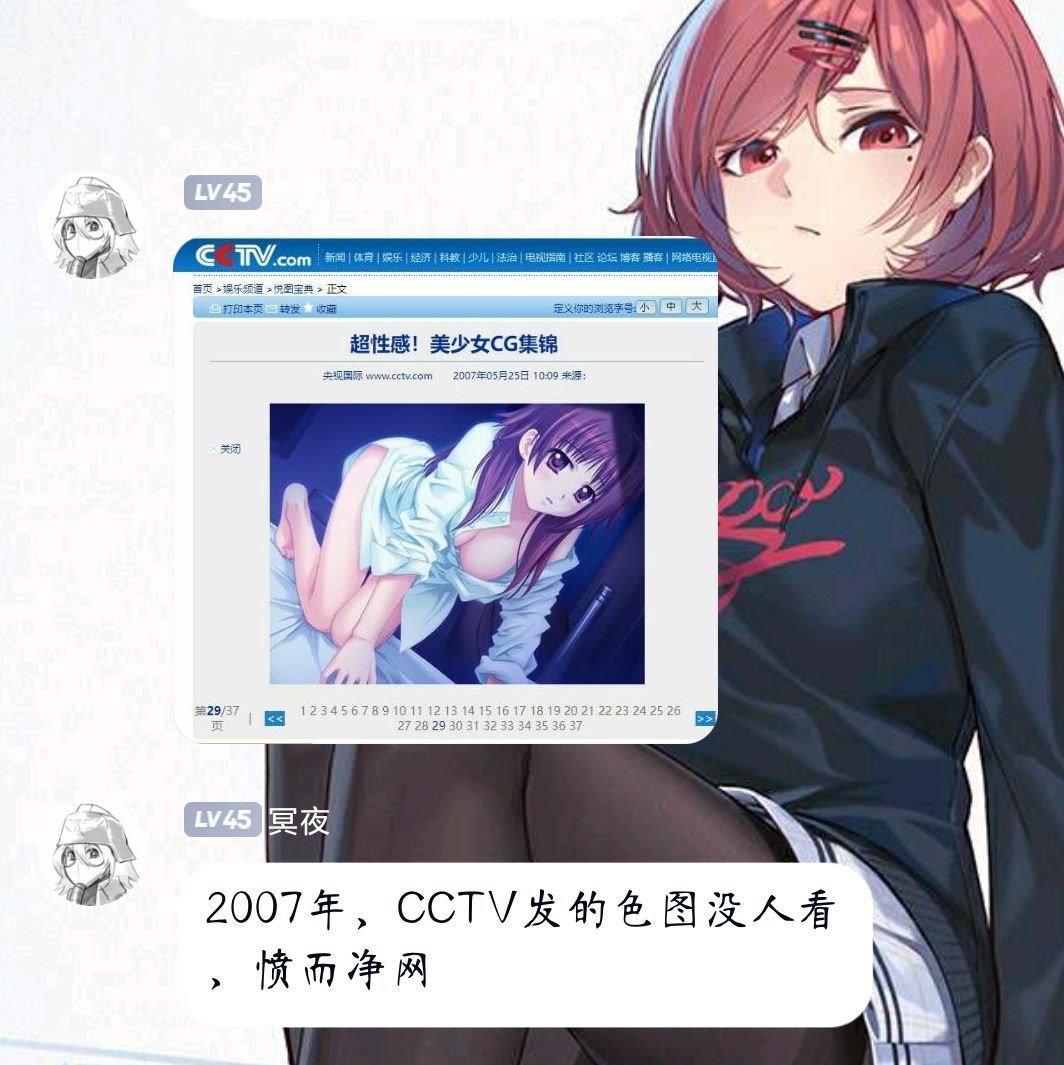 LV45
CCTV.com 新闻 | 体育 | 娱乐 | 经济 | 科教 | 少儿 | 法治 | 电视指南 | 社区 论坛 博客 播客 | 网络电视直
首页 >娱乐频道 >悦图宝典 > 正文
打印本页 转发 收藏 定义你的浏览字号: 小 中 大
超性感！美少女CG集锦
央视国际 www.cctv.com 2007年05月25日 10:09 来源：
关闭
第29/37页 | << 1 2 3 4 5 6 7 8 9 10 11 12 13 14 15 16 17 18 19 20 21 22 23 24 25 26 >>
27 28 29 30 31 32 33 34 35 36 37
LV45 冥夜
2007年，CCTV发的色图没人看
，愤而净网